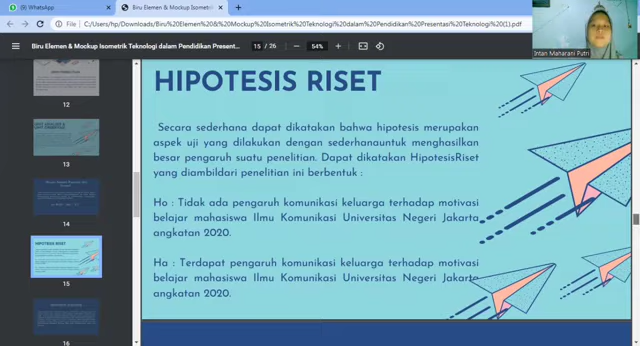 (9) WhatsApp
Biru Elemen & Mockup Isometrik
File
C:/Users/hp/Downloads/Biru%20Elemen%20&%20Mockup%20Isometrik%20Teknologi%20dalam%20Pendidikan%20Presentasi%20Teknologi%20(1).pdf
Biru Elemen & Mockup Isometrik Teknologi dalam Pendidikan Present...
15 / 26
54%
Intan Maharani Putri
12
13
14
HIPOTESIS RISET
15
16
HIPOTESIS RISET
Secara sederhana dapat dikatakan bahwa hipotesis merupakan
aspek uji yang dilakukan dengan sederhanauntuk menghasilkan
besar pengaruh suatu penelitian. Dapat dikatakan HipotesisRiset
yang diambildari penelitian ini berbentuk :
Ho : Tidak ada pengaruh komunikasi keluarga terhadap motivasi
belajar mahasiswa Ilmu Komunikasi Universitas Negeri Jakarta
angkatan 2020.
Ha : Terdapat pengaruh komunikasi keluarga terhadap motivasi
belajar mahasiswa Ilmu Komunikasi Universitas Negeri Jakarta
angkatan 2020.